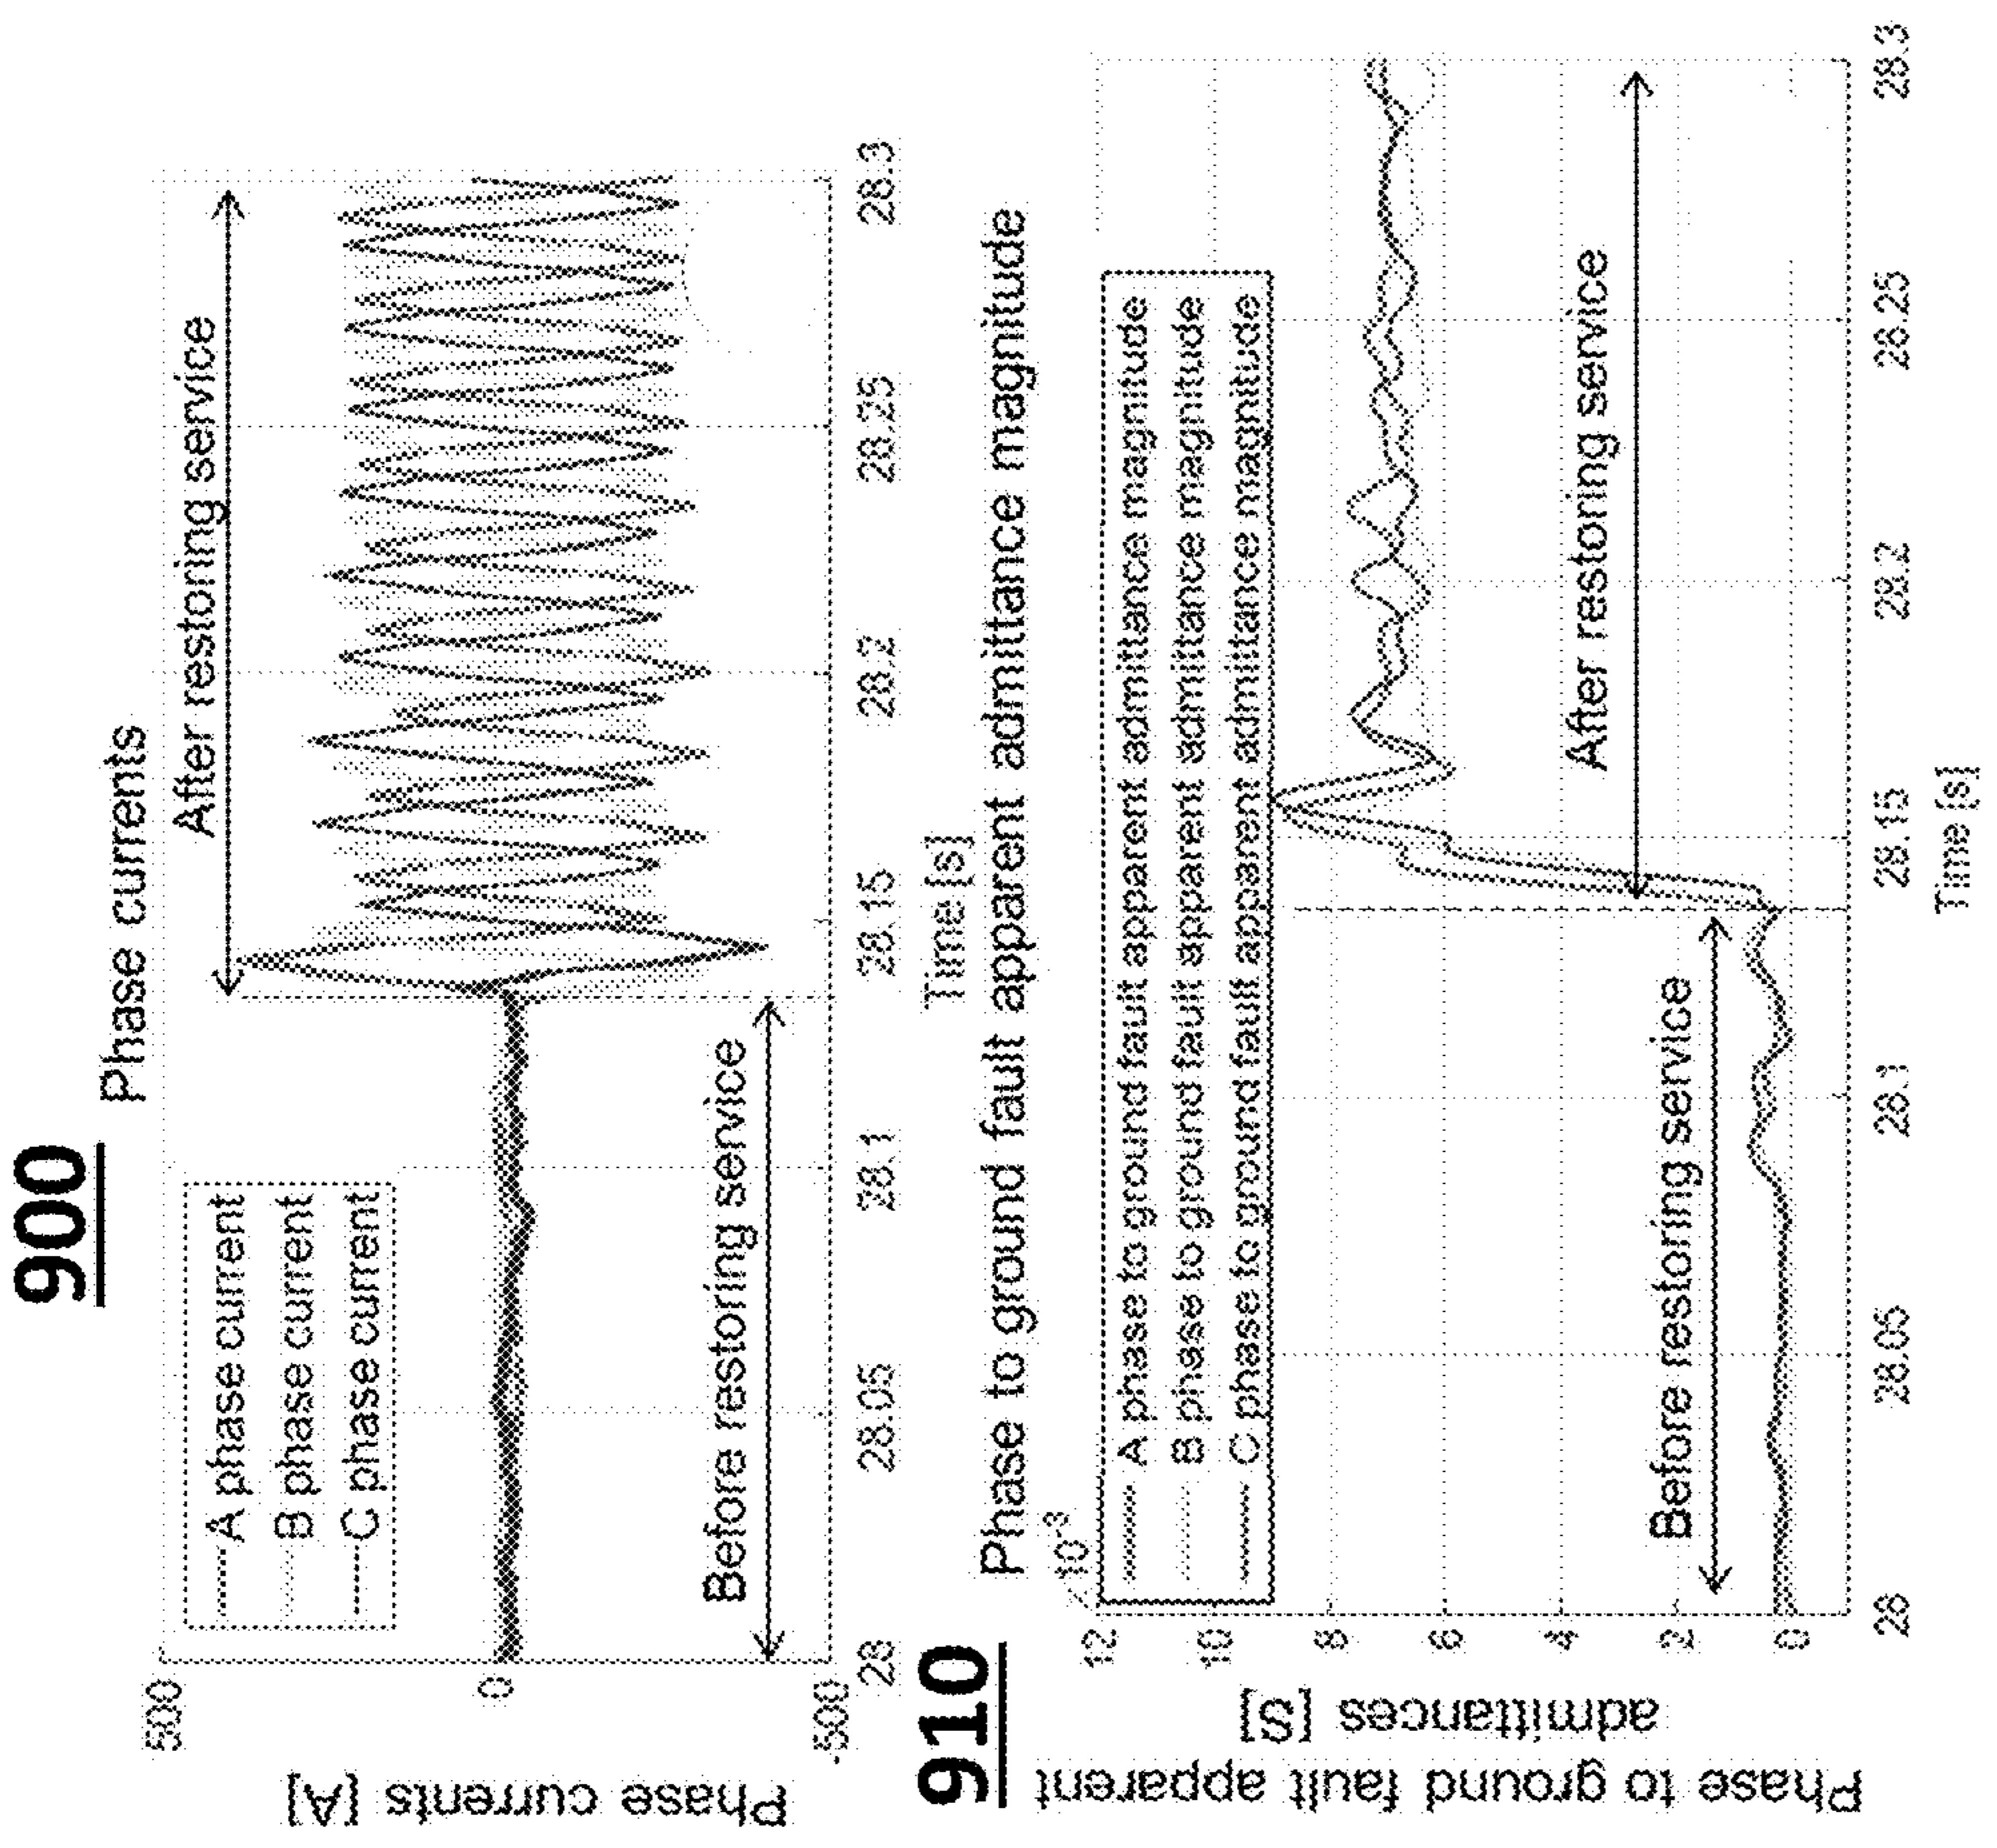 900
Phase currents
500
0
-500
Phase currents [A]
A phase current
B phase current
C phase current
After restoring service
Before restoring service
28
28.05
28.1
28.15
28.2
28.25
28.3
Time [s]
910
Phase to ground fault apparent admittance magnitude
10-3
12
10
8
6
4
2
0
Phase to ground fault apparent
admittances [S]
A phase to ground fault apparent admittance magnitude
B phase to ground fault apparent admittance magnitude
C phase to ground fault apparent admittance magnitude
After restoring service
Before restoring service
28
28.05
28.1
28.15
28.2
28.25
28.3
Time [s]